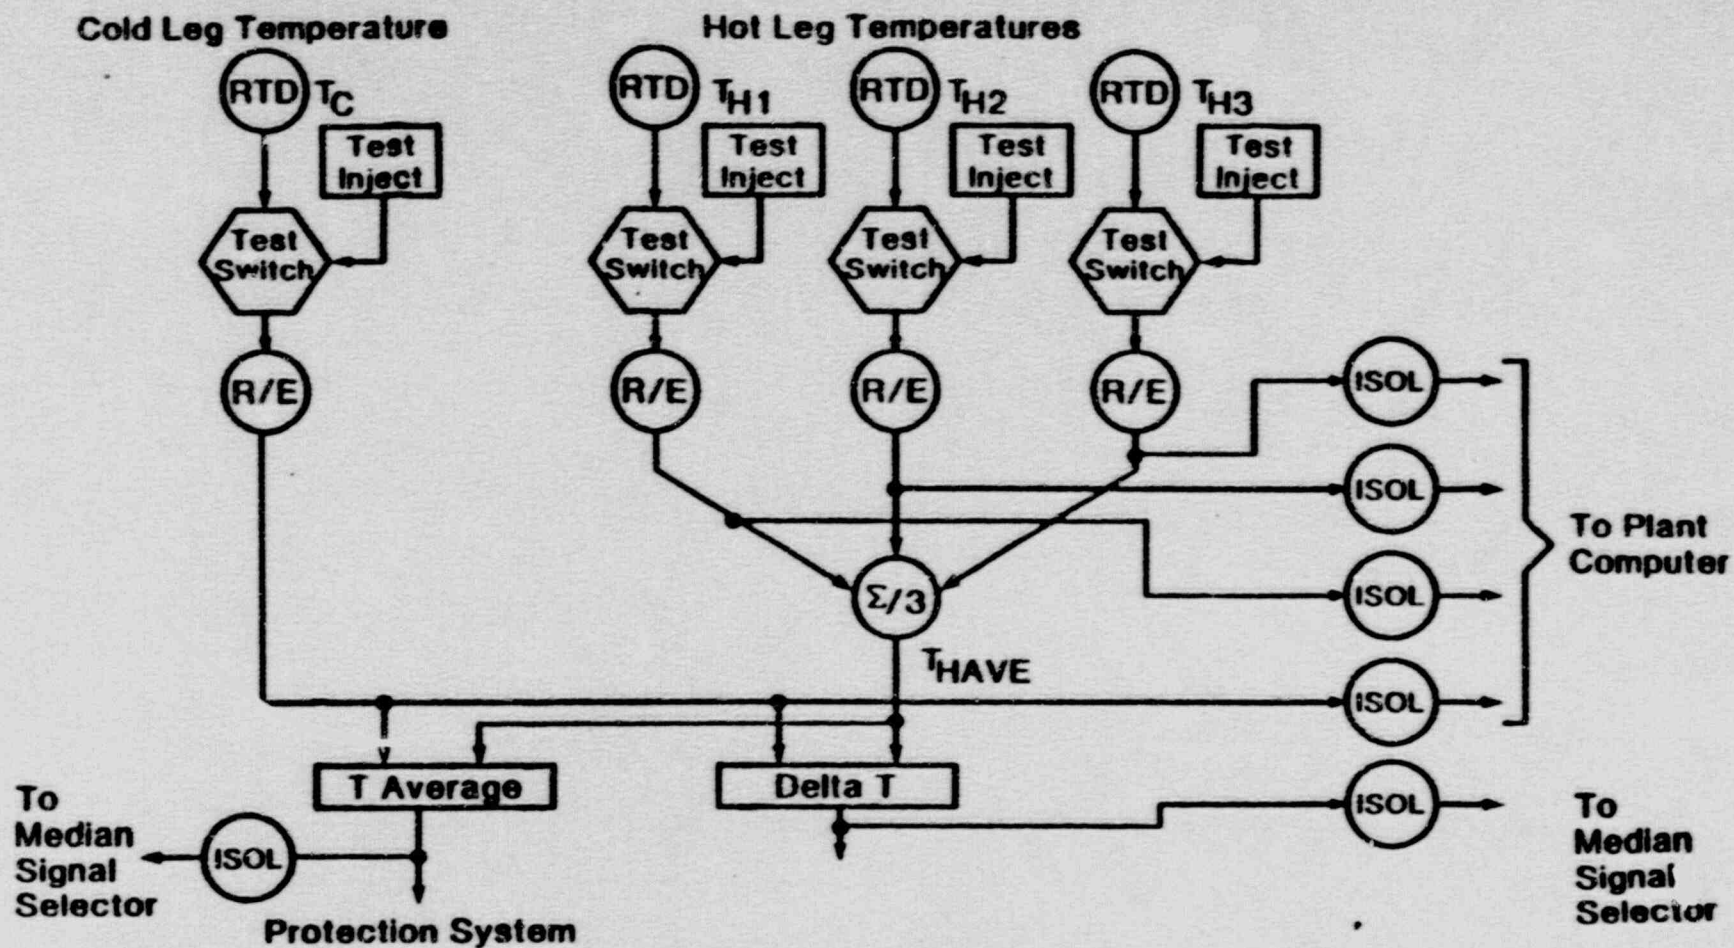 Cold Leg Temperature
Hot Leg Temperatures
RTD TC
RTD TH1
RTD TH2
RTD TH3
Test
Inject
Test
Inject
Test
Inject
Test
Inject
Test
Switch
Test
Switch
Test
Switch
Test
Switch
R/E
R/E
R/E
R/E
ISOL
ISOL
ISOL
ISOL
To Plant
Computer
Σ/3
THAVE
T Average
Delta T
ISOL
To
Median
Signal
Selector
ISOL
To
Median
Signal
Selector
Protection System